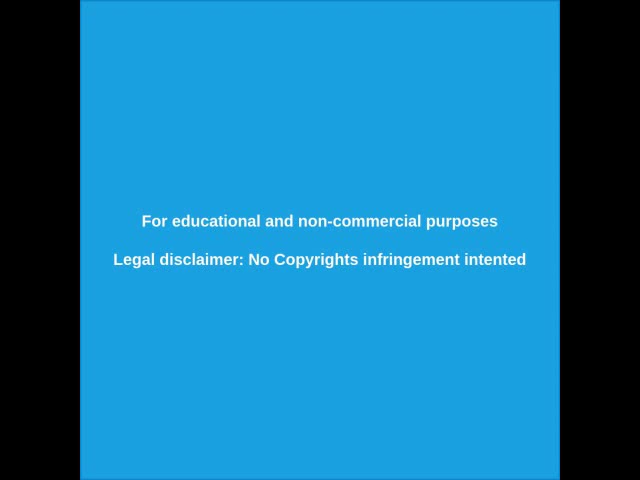 For educational and non-commercial purposes
Legal disclaimer: No Copyrights infringement intented